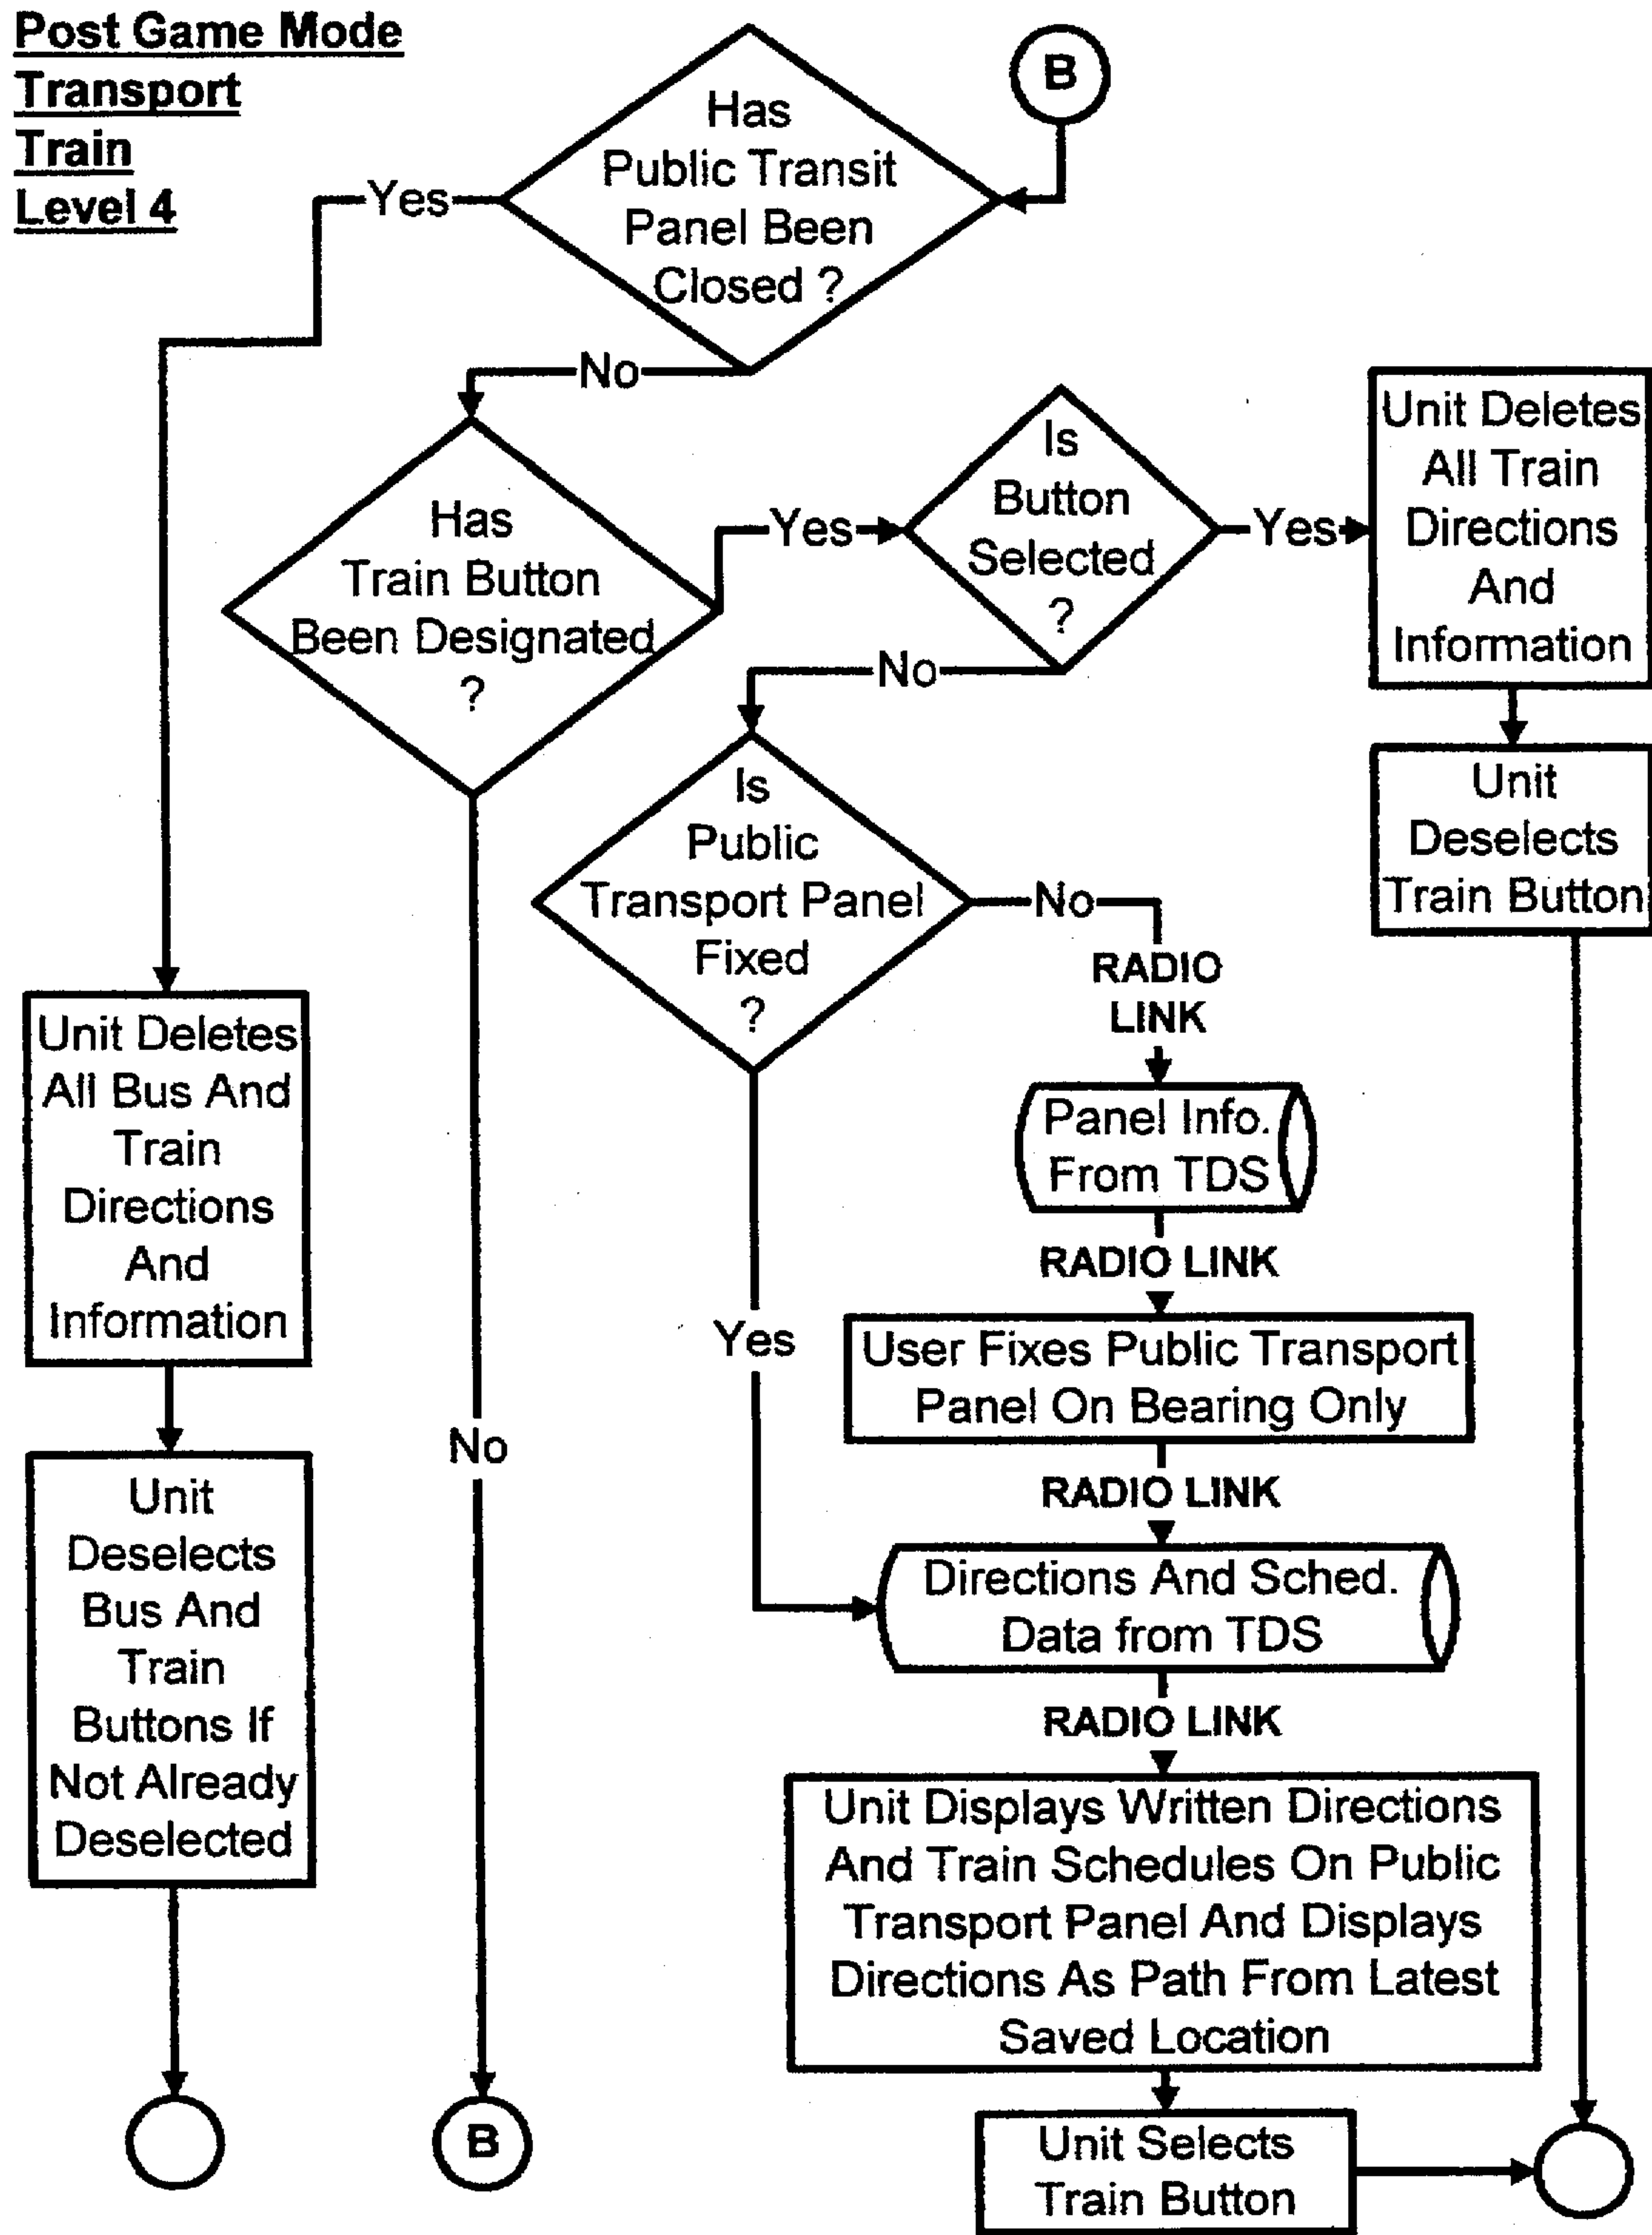 Post Game Mode
Transport
Train
Level 4
B
Has
Public Transit
Panel Been
Closed ?
Yes
No
Has
Train Button
Been Designated
?
Yes
Is
Button
Selected
?
Yes
Unit Deletes
All Train
Directions
And
Information
Unit
Deselects
Train Button
No
Is
Public
Transport Panel
Fixed
?
No
RADIO
LINK
Panel Info.
From TDS
RADIO LINK
User Fixes Public Transport
Panel On Bearing Only
RADIO LINK
Yes
Directions And Sched.
Data from TDS
RADIO LINK
Unit Displays Written Directions
And Train Schedules On Public
Transport Panel And Displays
Directions As Path From Latest
Saved Location
Unit Selects
Train Button
No
B
Unit Deletes
All Bus And
Train
Directions
And
Information
Unit
Deselects
Bus And
Train
Buttons If
Not Already
Deselected